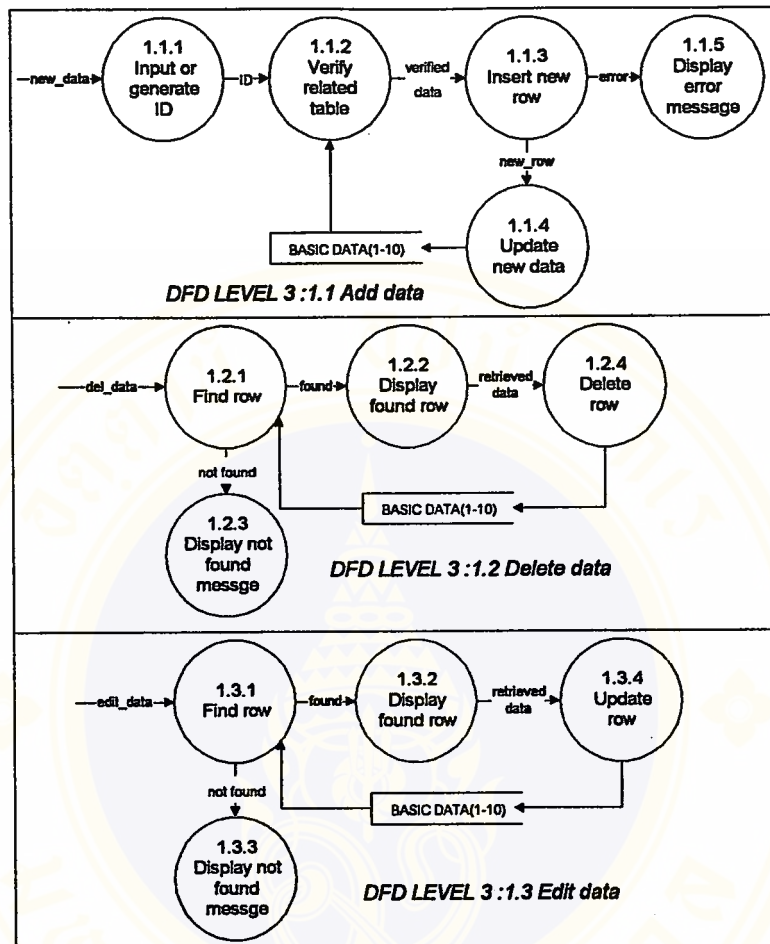 new_data
1.1.1
Input or
generate
ID
ID
1.1.2
Verify
related
table
verified
data
1.1.3
Insert new
row
error
1.1.5
Display
error
message
new_row
1.1.4
Update
new data
BASIC DATA(1-10)
DFD LEVEL 3 :1.1 Add data
del_data
1.2.1
Find row
found
1.2.2
Display
found row
retrieved
data
1.2.4
Delete
row
not found
BASIC DATA(1-10)
1.2.3
Display not
found
messge
DFD LEVEL 3 :1.2 Delete data
edit_data
1.3.1
Find row
found
1.3.2
Display
found row
retrieved
data
1.3.4
Update
row
not found
BASIC DATA(1-10)
1.3.3
Display not
found
messge
DFD LEVEL 3 :1.3 Edit data